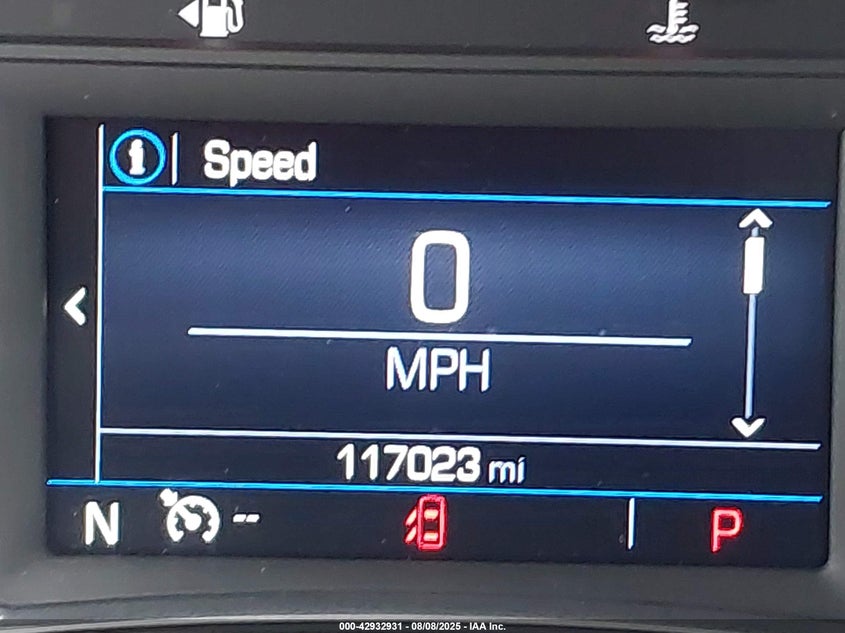 i Speed
0
MPH
117023 mi
N -- P
000-42932931 - 08/08/2025 - IAA Inc.